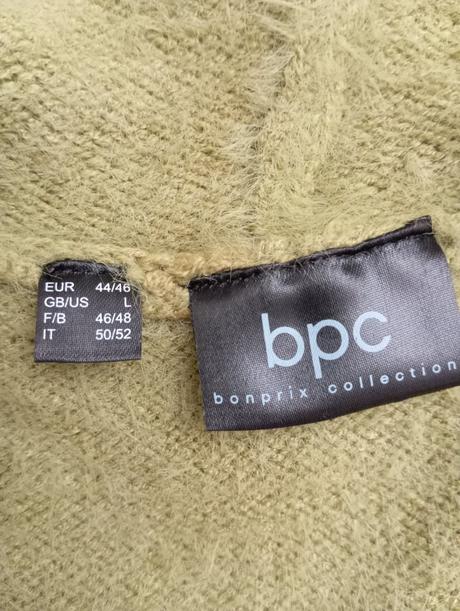 EUR 44/46
GB/US L
F/B 46/48
IT 50/52
bpc
bonprix collection